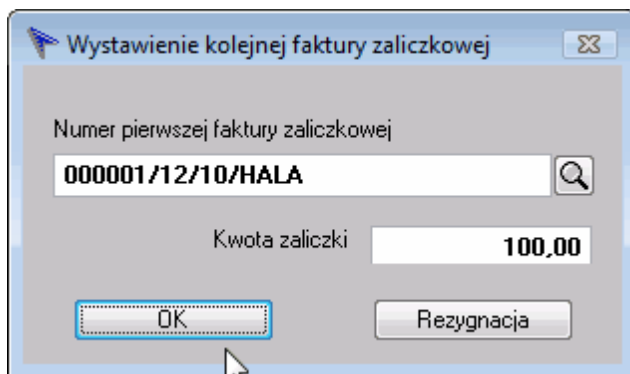 Wystawienie kolejnej faktury zaliczkowej
Numer pierwszej faktury zaliczkowej
000001/12/10/HALA
Kwota zaliczki 100,00
OK Rezygnacja